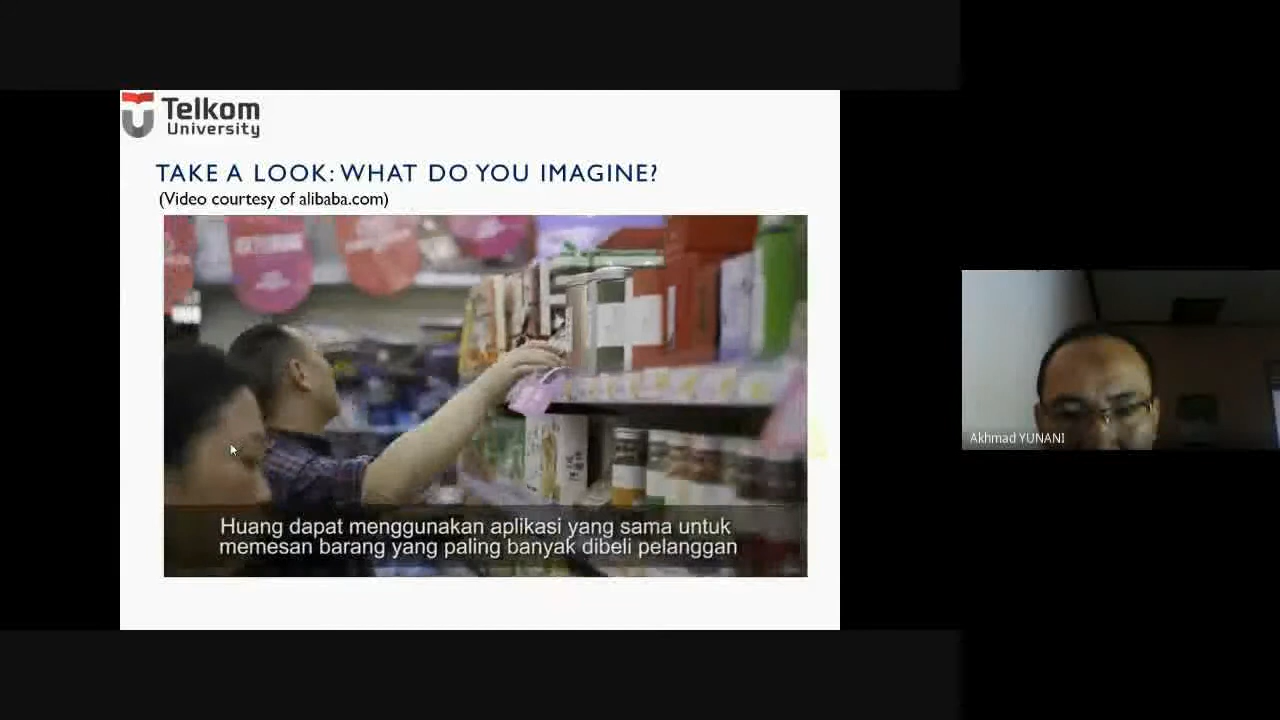 Telkom
University
TAKE A LOOK: WHAT DO YOU IMAGINE?
(Video courtesy of alibaba.com)
Huang dapat menggunakan aplikasi yang sama untuk
memesan barang yang paling banyak dibeli pelanggan
Akhmad YUNANI